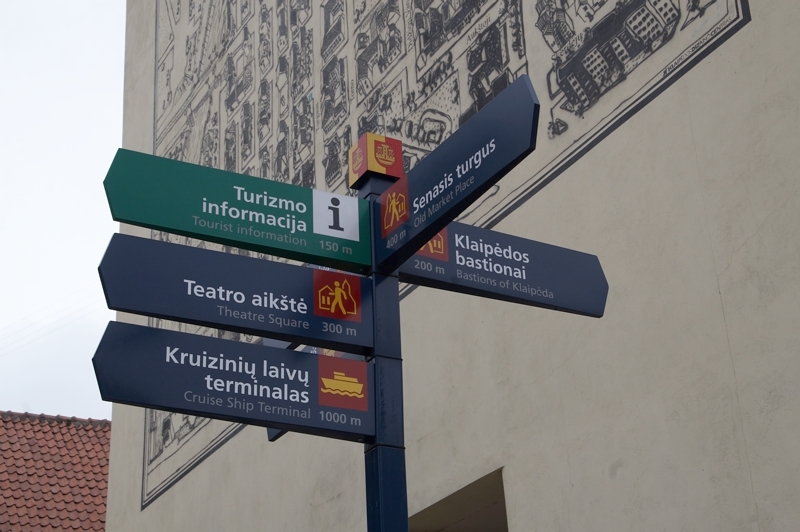 Turizmo
informacija
Tourist information
i
150 m
Senasis turgus
Old Market Place
400 m
Klaipėdos
bastionai
Bastions of Klaipėda
200 m
Teatro aikštė
Theatre Square
300 m
Kruizinių laivų
terminalas
Cruise Ship Terminal
1000 m